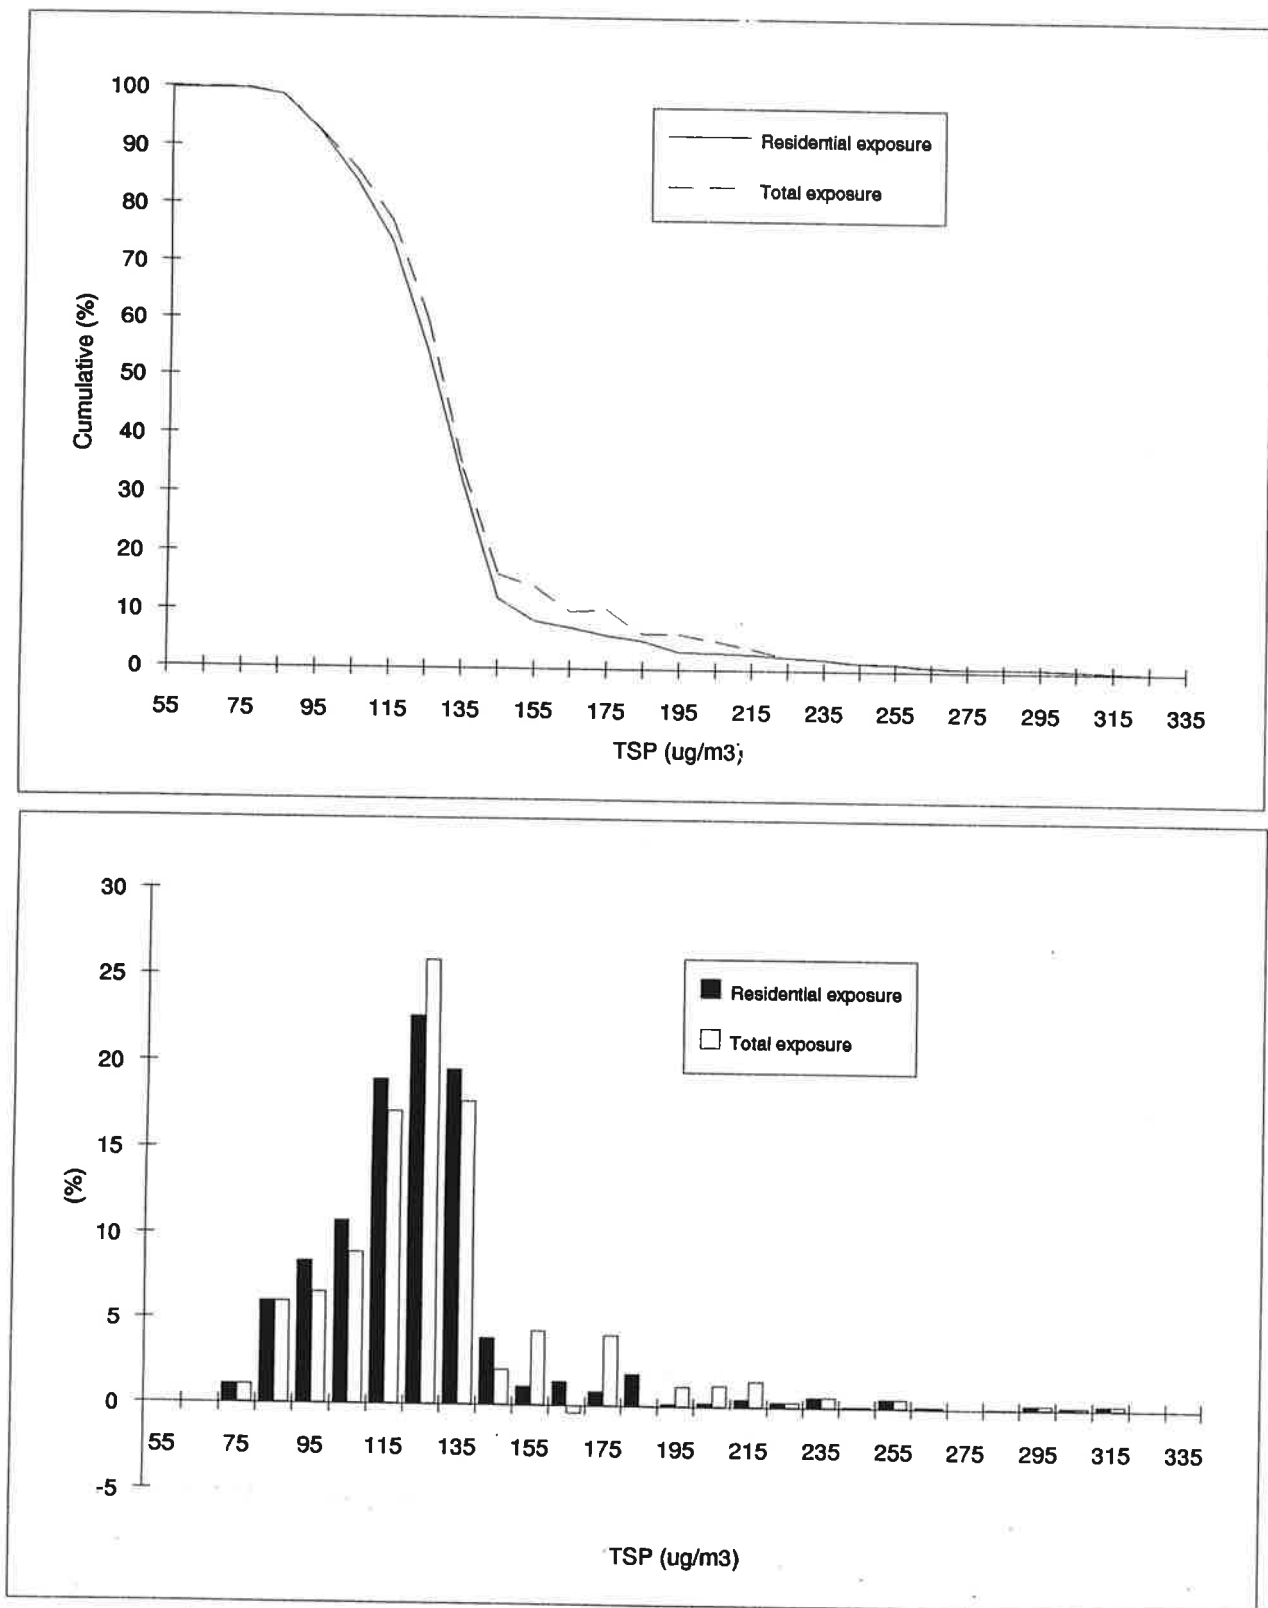 100
90
80
70
60
50
40
30
20
10
0
Cumulative (%)
Residential exposure
Total exposure
55 75 95 115 135 155 175 195 215 235 255 275 295 315 335
TSP (ug/m3)
30
25
20
15
10
5
0
-5
(%)
Residential exposure
Total exposure
55 75 95 115 135 155 175 195 215 235 255 275 295 315 335
TSP (ug/m3)